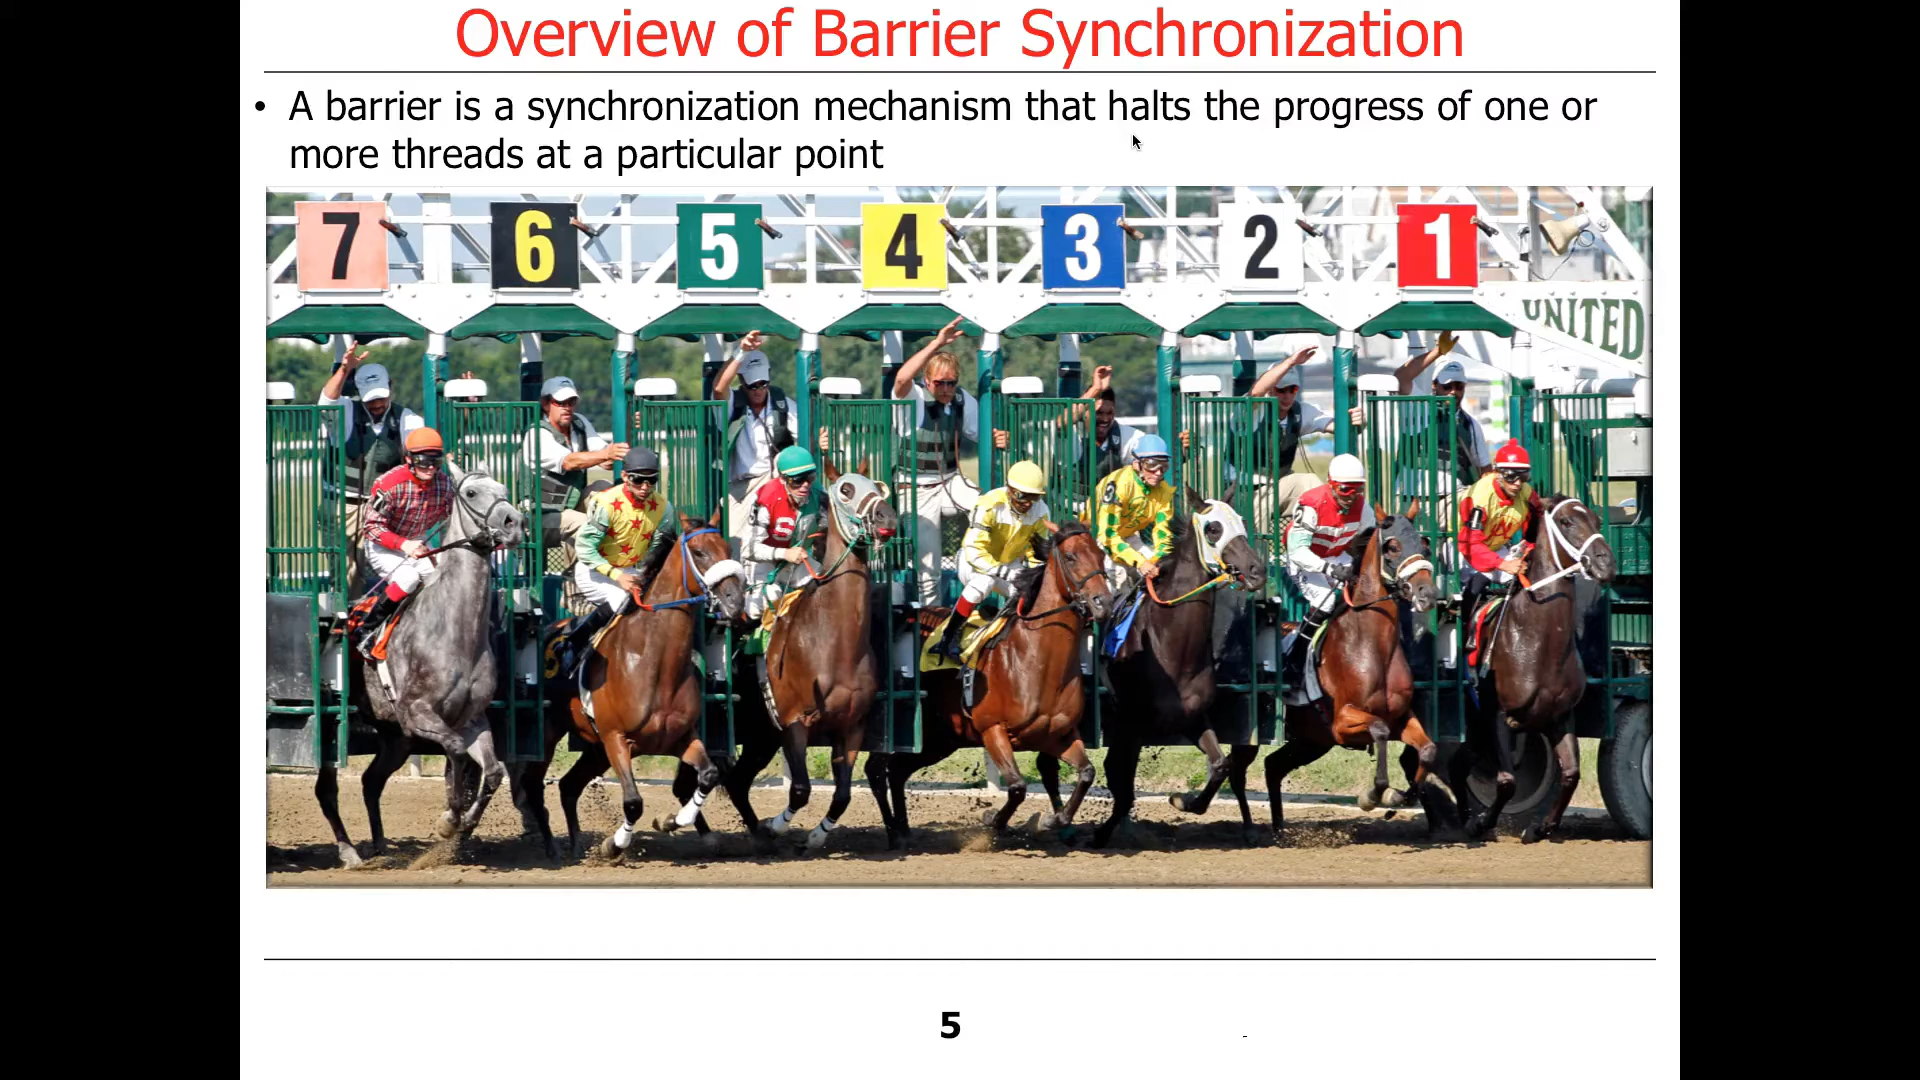 Overview of Barrier Synchronization
• A barrier is a synchronization mechanism that halts the progress of one or
more threads at a particular point
7 6 5 4 3 2 1
UNITED
5